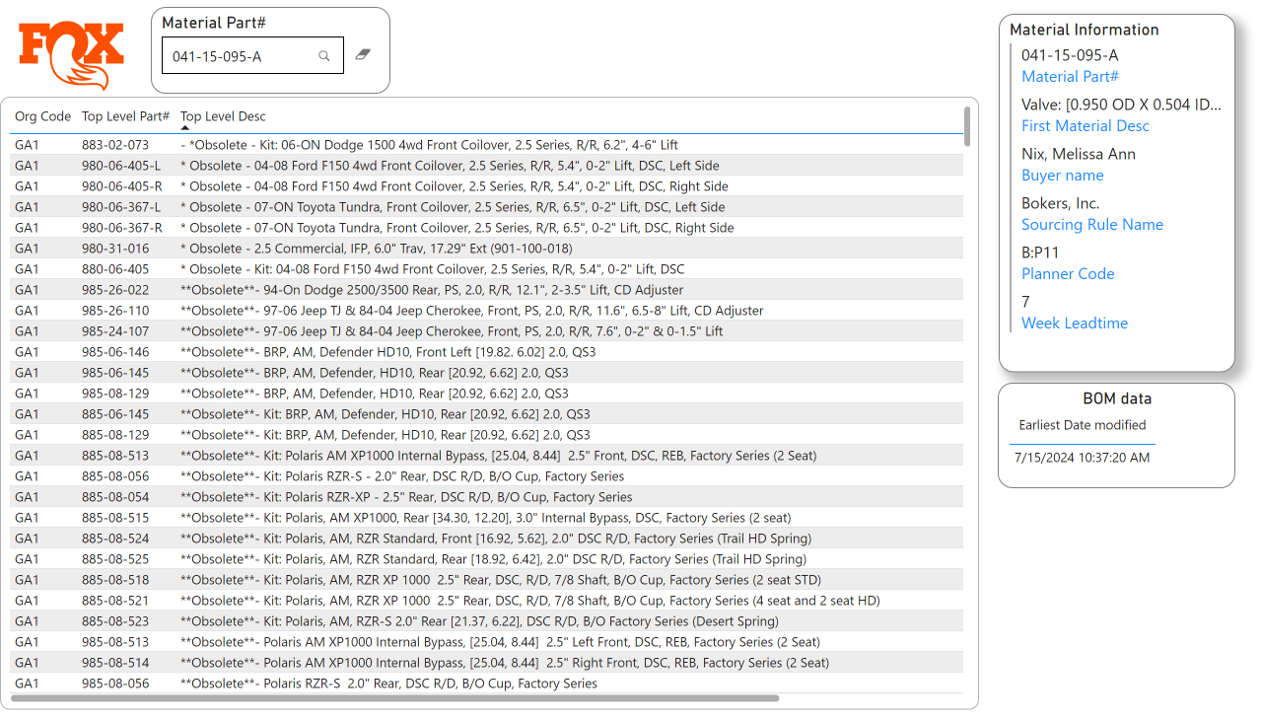 FOX
Material Part#
041-15-095-A
Org Code Top Level Part# Top Level Desc
GA1 883-02-073 - *Obsolete - Kit: 06-ON Dodge 1500 4wd Front Coilover, 2.5 Series, R/R, 6.2", 4-6" Lift
GA1 980-06-405-L * Obsolete - 04-08 Ford F150 4wd Front Coilover, 2.5 Series, R/R, 5.4", 0-2" Lift, DSC, Left Side
GA1 980-06-405-R * Obsolete - 04-08 Ford F150 4wd Front Coilover, 2.5 Series, R/R, 5.4", 0-2" Lift, DSC, Right Side
GA1 980-06-367-L * Obsolete - 07-ON Toyota Tundra, Front Coilover, 2.5 Series, R/R, 6.5", 0-2" Lift, DSC, Left Side
GA1 980-06-367-R * Obsolete - 07-ON Toyota Tundra, Front Coilover, 2.5 Series, R/R, 6.5", 0-2" Lift, DSC, Right Side
GA1 980-31-016 * Obsolete - 2.5 Commercial, IFP, 6.0" Trav, 17.29" Ext (901-100-018)
GA1 880-06-405 * Obsolete - Kit: 04-08 Ford F150 4wd Front Coilover, 2.5 Series, R/R, 5.4", 0-2" Lift, DSC
GA1 985-26-022 **Obsolete**- 94-On Dodge 2500/3500 Rear, PS, 2.0, R/R, 12.1", 2-3.5" Lift, CD Adjuster
GA1 985-26-110 **Obsolete**- 97-06 Jeep TJ & 84-04 Jeep Cherokee, Front, PS, 2.0, R/R, 11.6", 6.5-8" Lift, CD Adjuster
GA1 985-24-107 **Obsolete**- 97-06 Jeep TJ & 84-04 Jeep Cherokee, Front, PS, 2.0, R/R, 7.6", 0-2" & 0-1.5" Lift
GA1 985-06-146 **Obsolete**- BRP, AM, Defender HD10, Front Left [19.82. 6.02] 2.0, QS3
GA1 985-06-145 **Obsolete**- BRP, AM, Defender, HD10, Rear [20.92, 6.62] 2.0, QS3
GA1 985-08-129 **Obsolete**- BRP, AM, Defender, HD10, Rear [20.92, 6.62] 2.0, QS3
GA1 885-06-145 **Obsolete**- Kit: BRP, AM, Defender, HD10, Rear [20.92, 6.62] 2.0, QS3
GA1 885-08-129 **Obsolete**- Kit: BRP, AM, Defender, HD10, Rear [20.92, 6.62] 2.0, QS3
GA1 885-08-513 **Obsolete**- Kit: Polaris AM XP1000 Internal Bypass, [25.04, 8.44] 2.5" Front, DSC, REB, Factory Series (2 Seat)
GA1 885-08-056 **Obsolete**- Kit: Polaris RZR-S - 2.0" Rear, DSC R/D, B/O Cup, Factory Series
GA1 885-08-054 **Obsolete**- Kit: Polaris RZR-XP - 2.5" Rear, DSC R/D, B/O Cup, Factory Series
GA1 885-08-515 **Obsolete**- Kit: Polaris, AM XP1000, Rear [34.30, 12.20], 3.0" Internal Bypass, DSC, Factory Series (2 seat)
GA1 885-08-524 **Obsolete**- Kit: Polaris, AM, RZR Standard, Front [16.92, 5.62], 2.0" DSC R/D, Factory Series (Trail HD Spring)
GA1 885-08-525 **Obsolete**- Kit: Polaris, AM, RZR Standard, Rear [18.92, 6.42], 2.0" DSC R/D, Factory Series (Trail HD Spring)
GA1 885-08-518 **Obsolete**- Kit: Polaris, AM, RZR XP 1000 2.5" Rear, DSC, R/D, 7/8 Shaft, B/O Cup, Factory Series (2 seat STD)
GA1 885-08-521 **Obsolete**- Kit: Polaris, AM, RZR XP 1000 2.5" Rear, DSC, R/D, 7/8 Shaft, B/O Cup, Factory Series (4 seat and 2 seat HD)
GA1 885-08-523 **Obsolete**- Kit: Polaris, AM, RZR-S 2.0" Rear [21.37, 6.22], DSC R/D, B/O Factory Series (Desert Spring)
GA1 985-08-513 **Obsolete**- Polaris AM XP1000 Internal Bypass, [25.04, 8.44] 2.5" Left Front, DSC, REB, Factory Series (2 Seat)
GA1 985-08-514 **Obsolete**- Polaris AM XP1000 Internal Bypass, [25.04, 8.44] 2.5" Right Front, DSC, REB, Factory Series (2 Seat)
GA1 985-08-056 **Obsolete**- Polaris RZR-S 2.0" Rear, DSC R/D, B/O Cup, Factory Series
Material Information
041-15-095-A
Material Part#
Valve: [0.950 OD X 0.504 ID...
First Material Desc
Nix, Melissa Ann
Buyer name
Bokers, Inc.
Sourcing Rule Name
B:P11
Planner Code
7
Week Leadtime
BOM data
Earliest Date modified
7/15/2024 10:37:20 AM